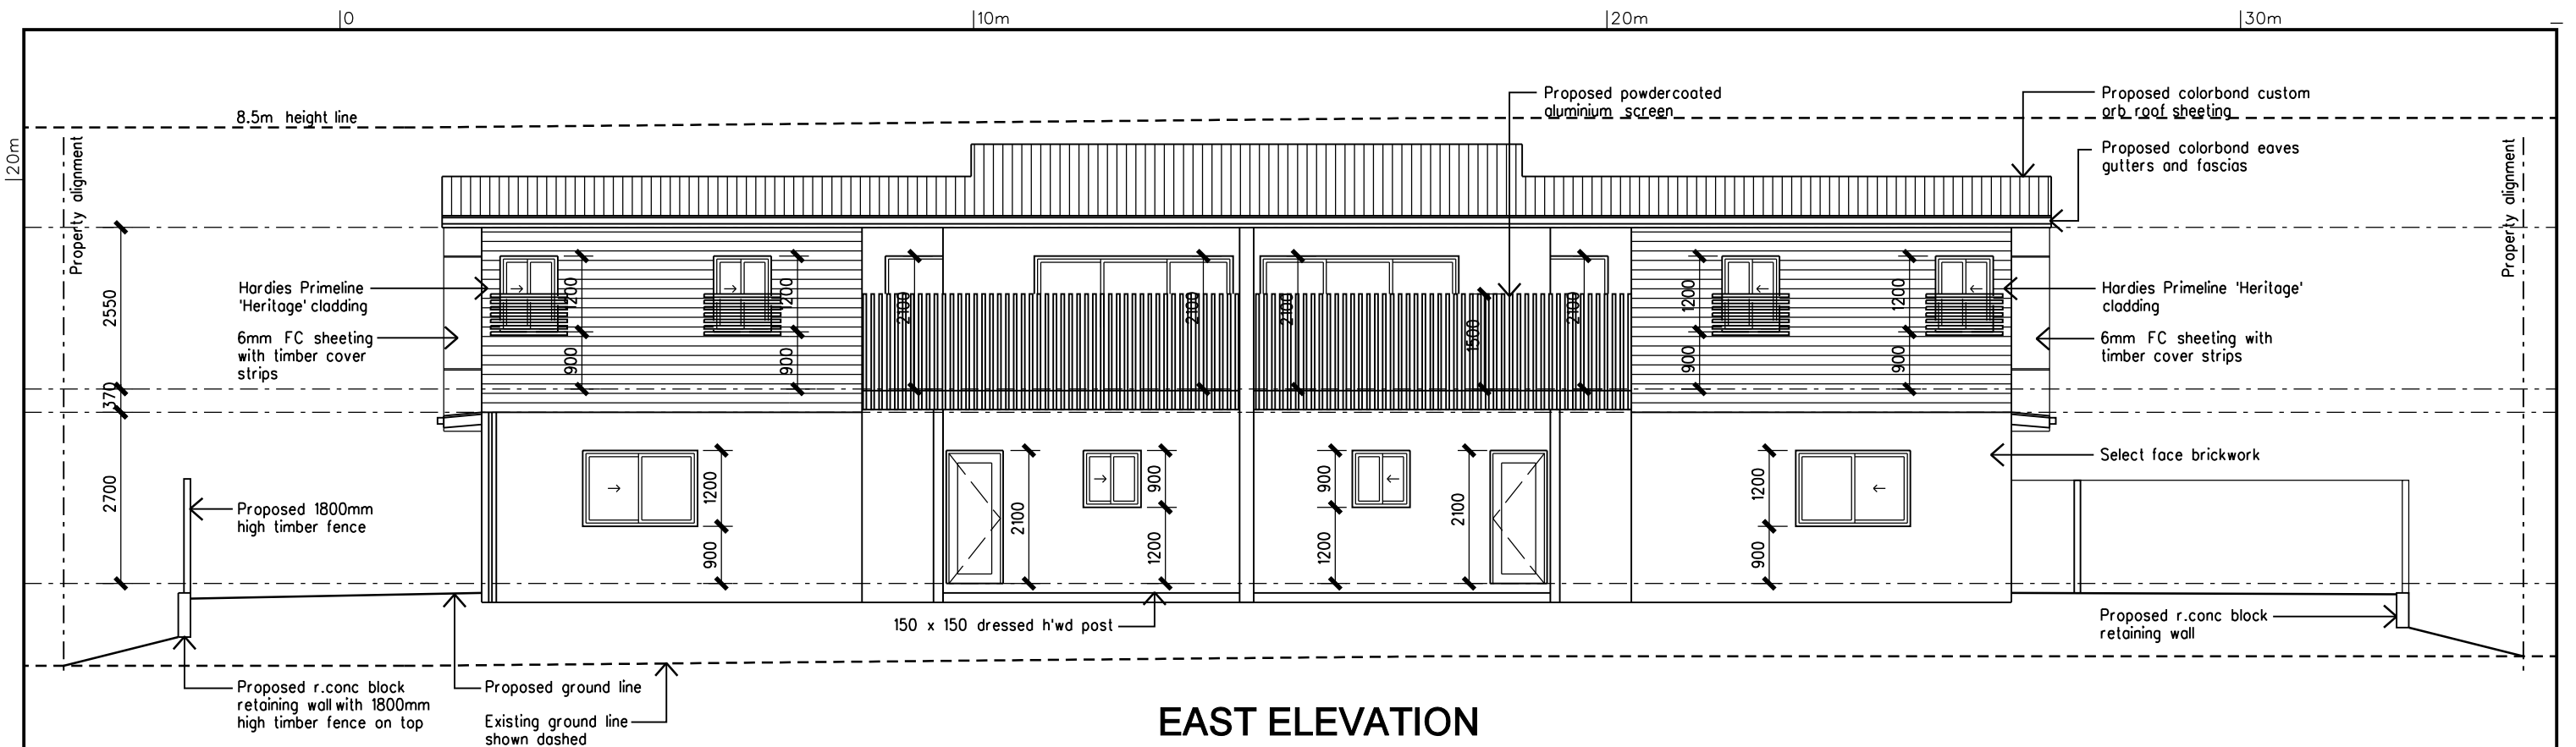 0
10m
20m
30m
20m
8.5m height line
Proposed powdercoated
aluminium screen
Proposed colorbond custom
orb roof sheeting
Proposed colorbond eaves
gutters and fascias
Property alignment
Property alignment
2550
370
2700
Hardies Primeline
'Heritage' cladding
6mm FC sheeting
with timber cover
strips
1200
900
1200
900
2100
2100
2100
1500
2100
1200
900
1200
900
Hardies Primeline 'Heritage'
cladding
6mm FC sheeting with
timber cover strips
Select face brickwork
Proposed 1800mm
high timber fence
1200
900
2100
900
1200
900
1200
2100
1200
900
150 x 150 dressed h'wd post
Proposed r.conc block
retaining wall
Proposed r.conc block
retaining wall with 1800mm
high timber fence on top
Proposed ground line
Existing ground line
shown dashed
EAST ELEVATION